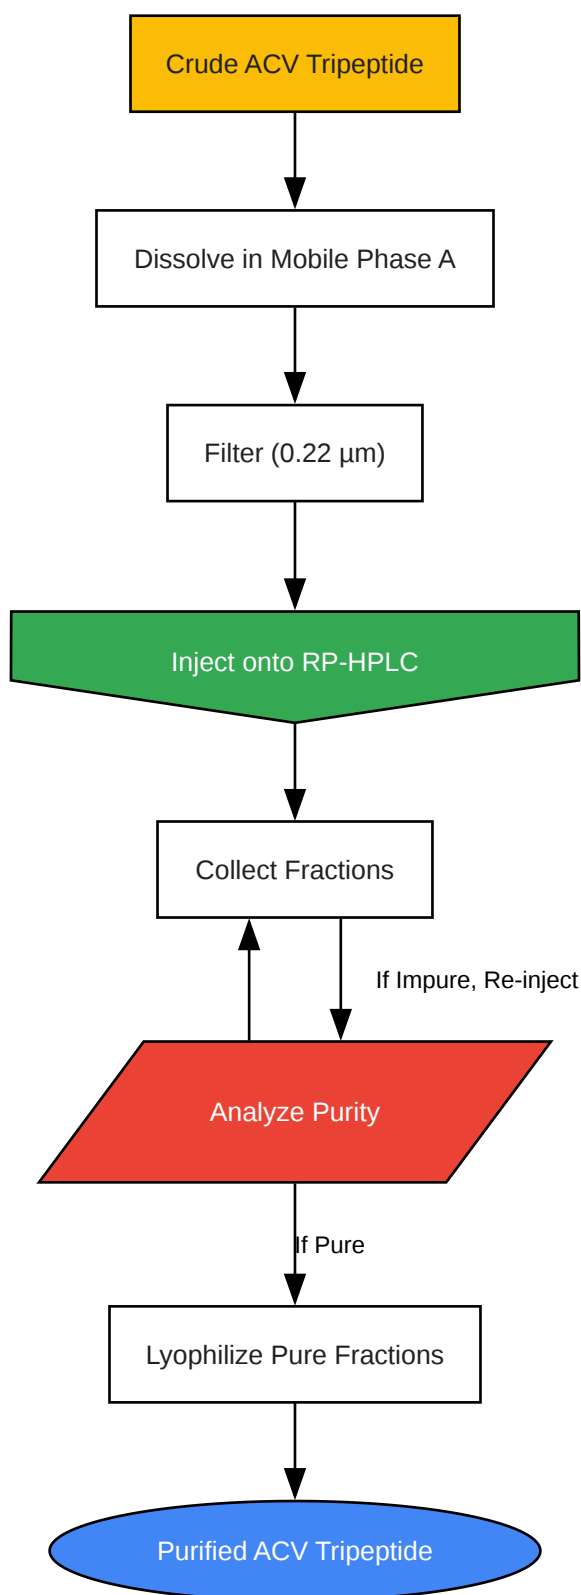 Crude ACV Tripeptide
Dissolve in Mobile Phase A
Filter (0.22 µm)
Inject onto RP-HPLC
Collect Fractions
If Impure, Re-inject
Analyze Purity
If Pure
Lyophilize Pure Fractions
Purified ACV Tripeptide